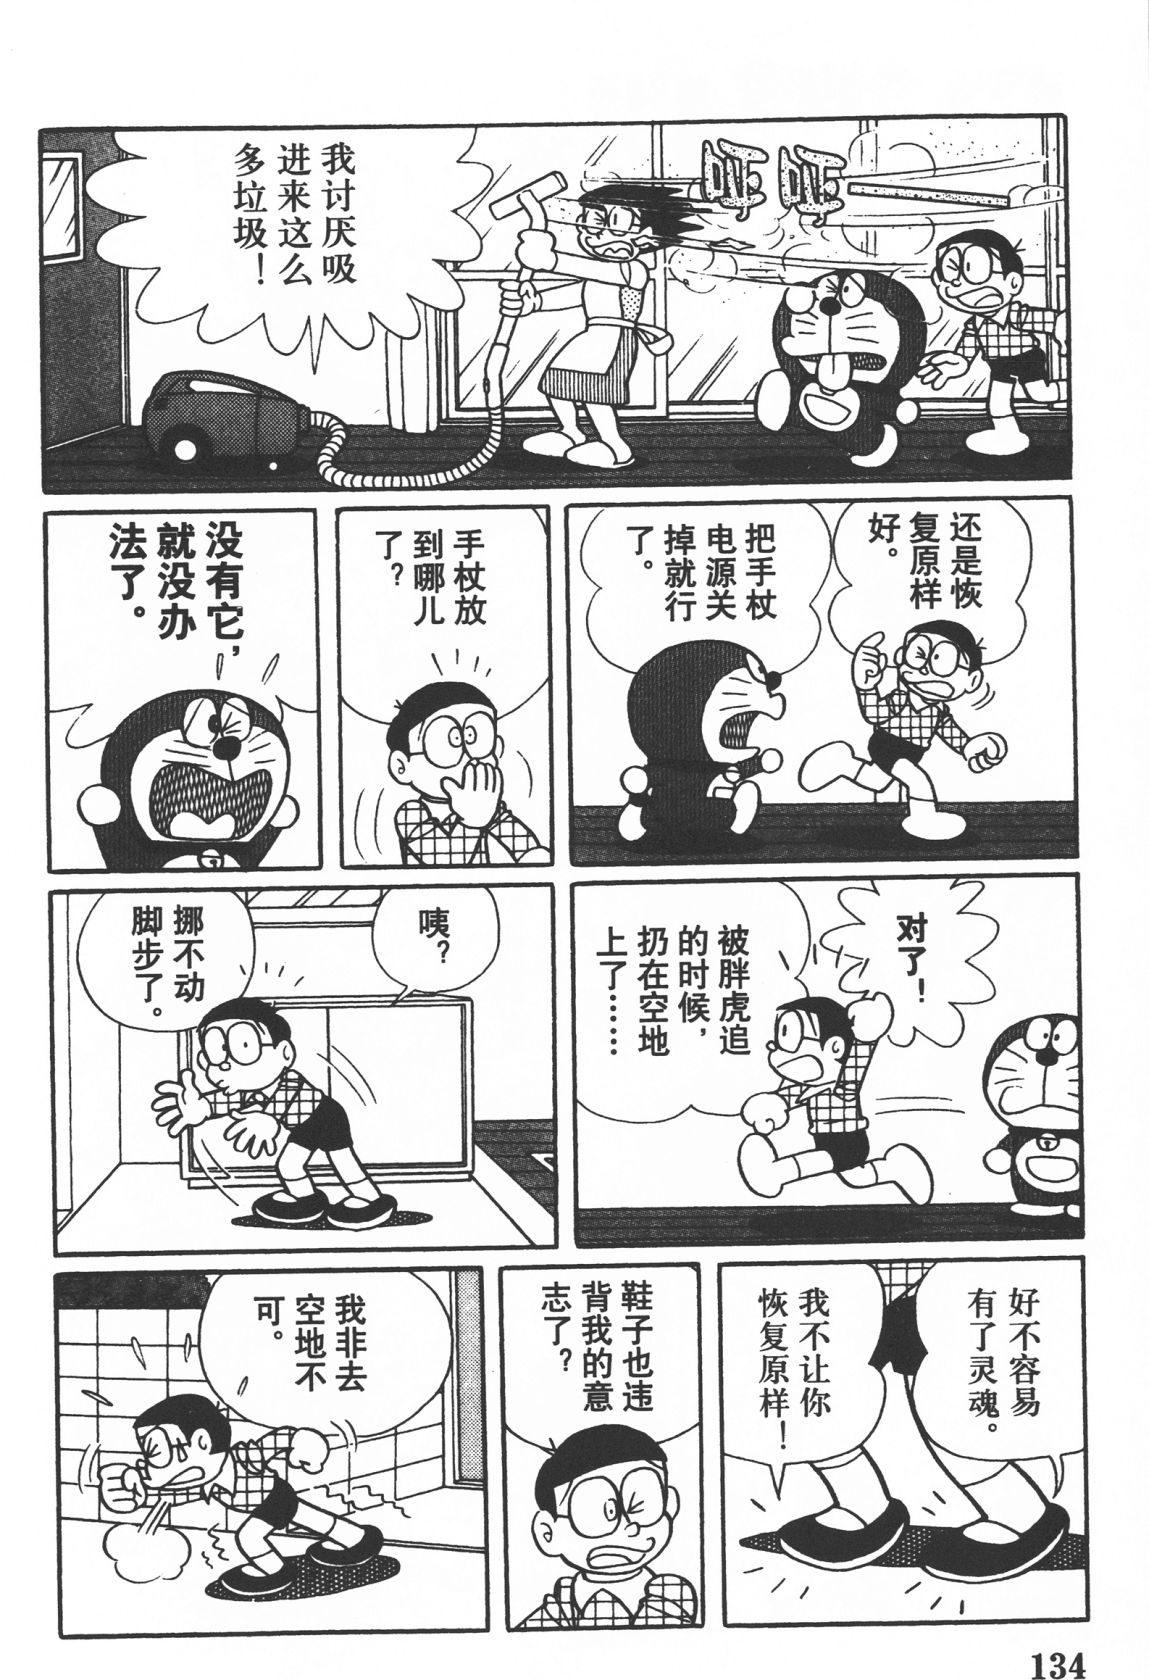 我讨厌吸
进来这么
多垃圾！
呯呯—
还是恢
复原样
好。
把手杖
电源关
掉就行
了。
手杖放
到哪儿
了？
没有它，
就没办
法了。
对了！
被胖虎追
的时候，
扔在空地
上了……
咦？
挪不动
脚步了。
好不容易
有了灵魂。
我不让你
恢复原样！
鞋子也违
背我的意
志了？
我非去
空地不
可。
134